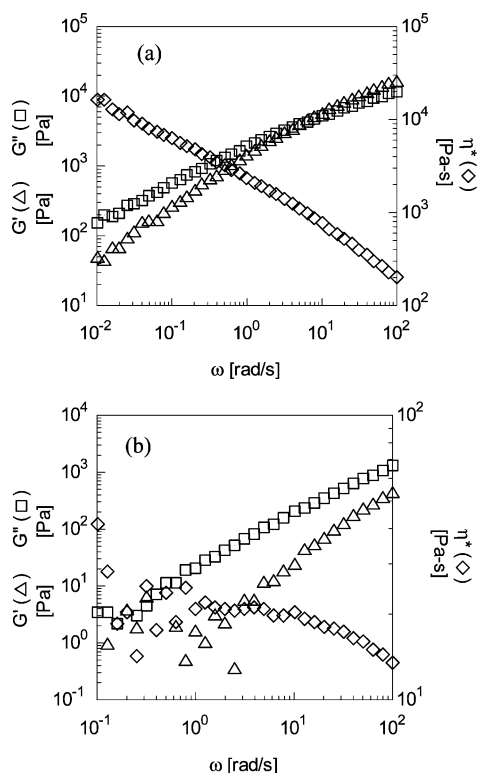 (a)
10^5
10^4
10^3
10^2
10^1
G' (△) G'' (□)
[Pa] [Pa]
10^5
10^4
10^3
10^2
η*(◇)
[Pa-s]
10^-2 10^-1 10^0 10^1 10^2
ω [rad/s]
(b)
10^4
10^3
10^2
10^1
10^0
10^-1
G' (△) G'' (□)
[Pa] [Pa]
10^2
10^1
η*(◇)
[Pa-s]
10^-1 10^0 10^1 10^2
ω [rad/s]